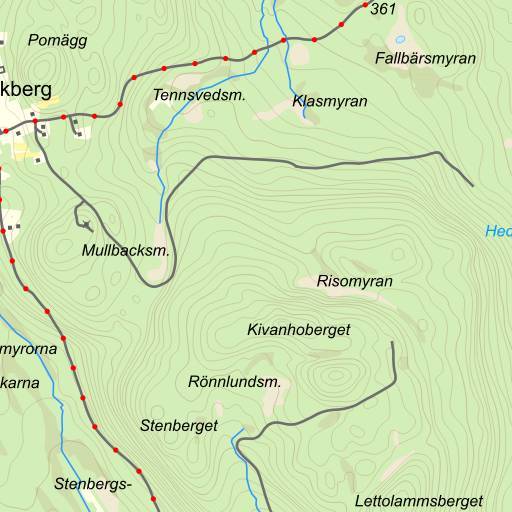 361
Pomägg
Fallbärsmyran
kberg
Tennsvedsm.
Klasmyran
Hed
Mullbacksm.
Risomyran
Kivanhoberget
myrorna
karna
Rönnlundsm.
Stenberget
Stenbergs-
Lettolammsberget